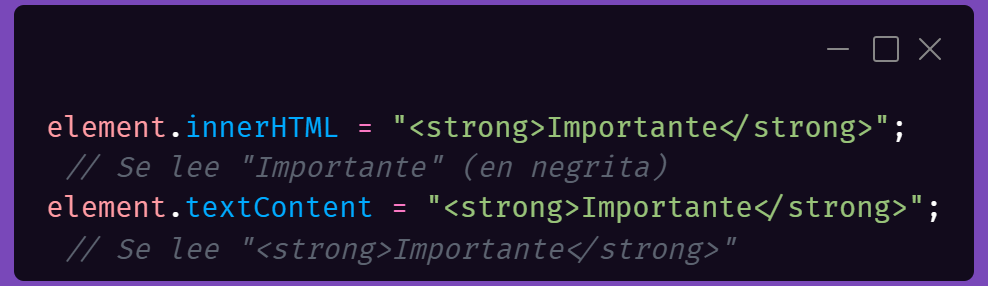 element.innerHTML = "<strong>Importante</strong>";
// Se lee "Importante" (en negrita)
element.textContent = "<strong>Importante</strong>";
// Se lee "<strong>Importante</strong>"